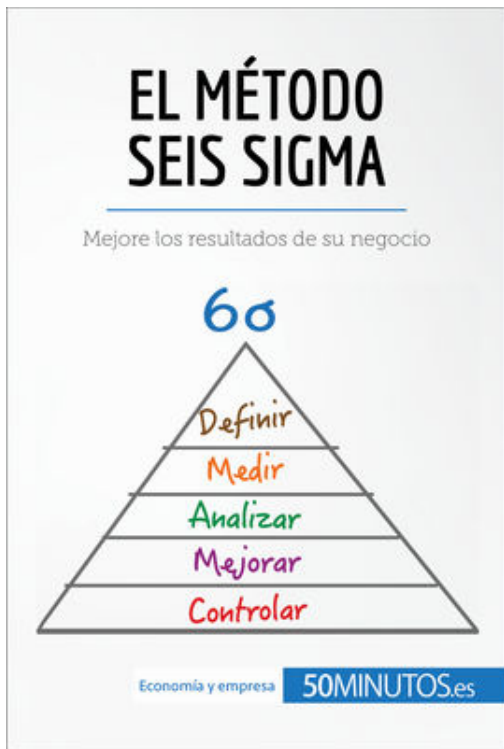 EL MÉTODO
SEIS SIGMA
Mejore los resultados de su negocio
6σ
Definir
Medir
Analizar
Mejorar
Controlar
Economía y empresa 50MINUTOS.es